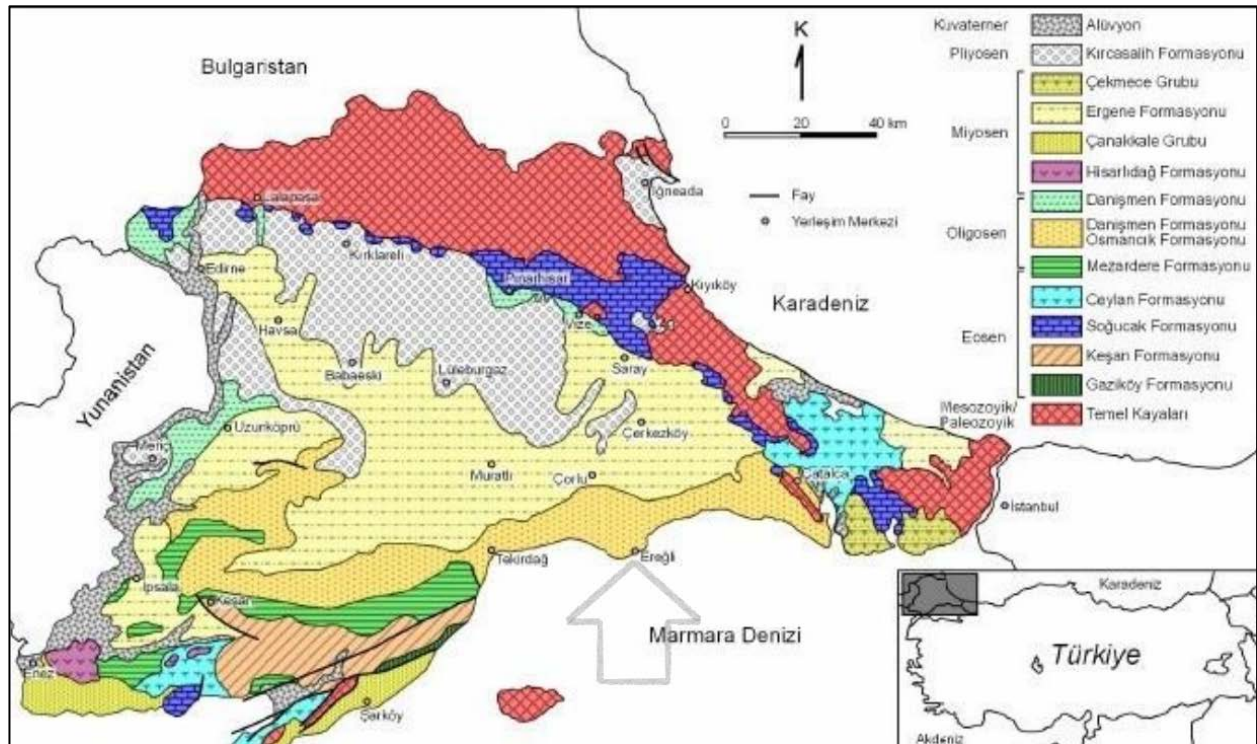 Bulgaristan
K
0 20 40 km
Fay
Yerleşim Merkezi
Kuvaterner
Alüvyon
Pliyosen
Kırcasalih Formasyonu
Miyosen
Çekmece Grubu
Ergene Formasyonu
Çanakkale Grubu
Hisarlıdağ Formasyonu
Oligosen
Danişmen Formasyonu
Danişmen Formasyonu
Osmancık Formasyonu
Mezardere Formasyonu
Eosen
Ceylan Formasyonu
Soğucak Formasyonu
Keşan Formasyonu
Gaziköy Formasyonu
Mesozoyik/
Paleozoyik
Temel Kayaları
Lalapaşa
İğneada
Kırklareli
Edirne
Pınarhisar
Kıyıköy
Karadeniz
Havsa
Vize
Yunanistan
Babaeski
Lüleburgaz
Saray
Uzunköprü
Çerkezköy
Meriç
Muratlı
Çorlu
Çatalca
İstanbul
Tekirdağ
Ereğli
İpsala
Keşan
Marmara Denizi
Enez
Şarköy
Karadeniz
Türkiye
Akdeniz